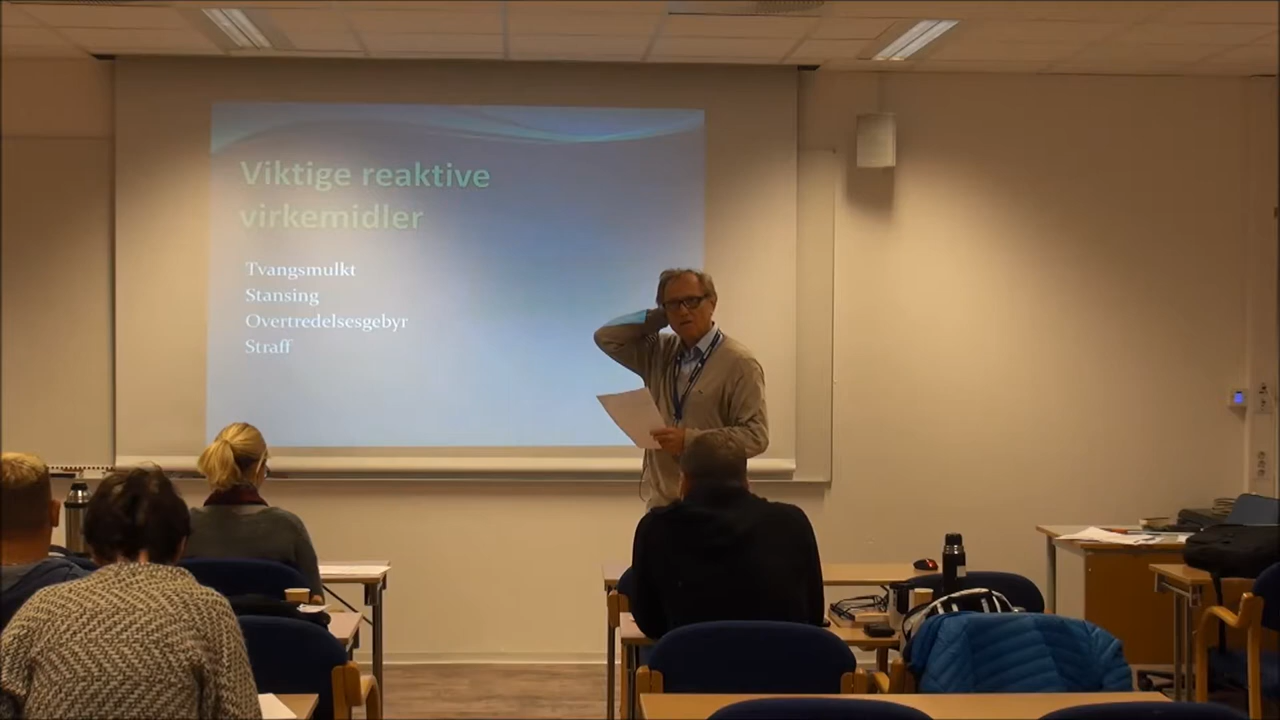 Viktige reaktive
virkemidler
Tvangsmulkt
Stansing
Overtredelsesgebyr
Straff